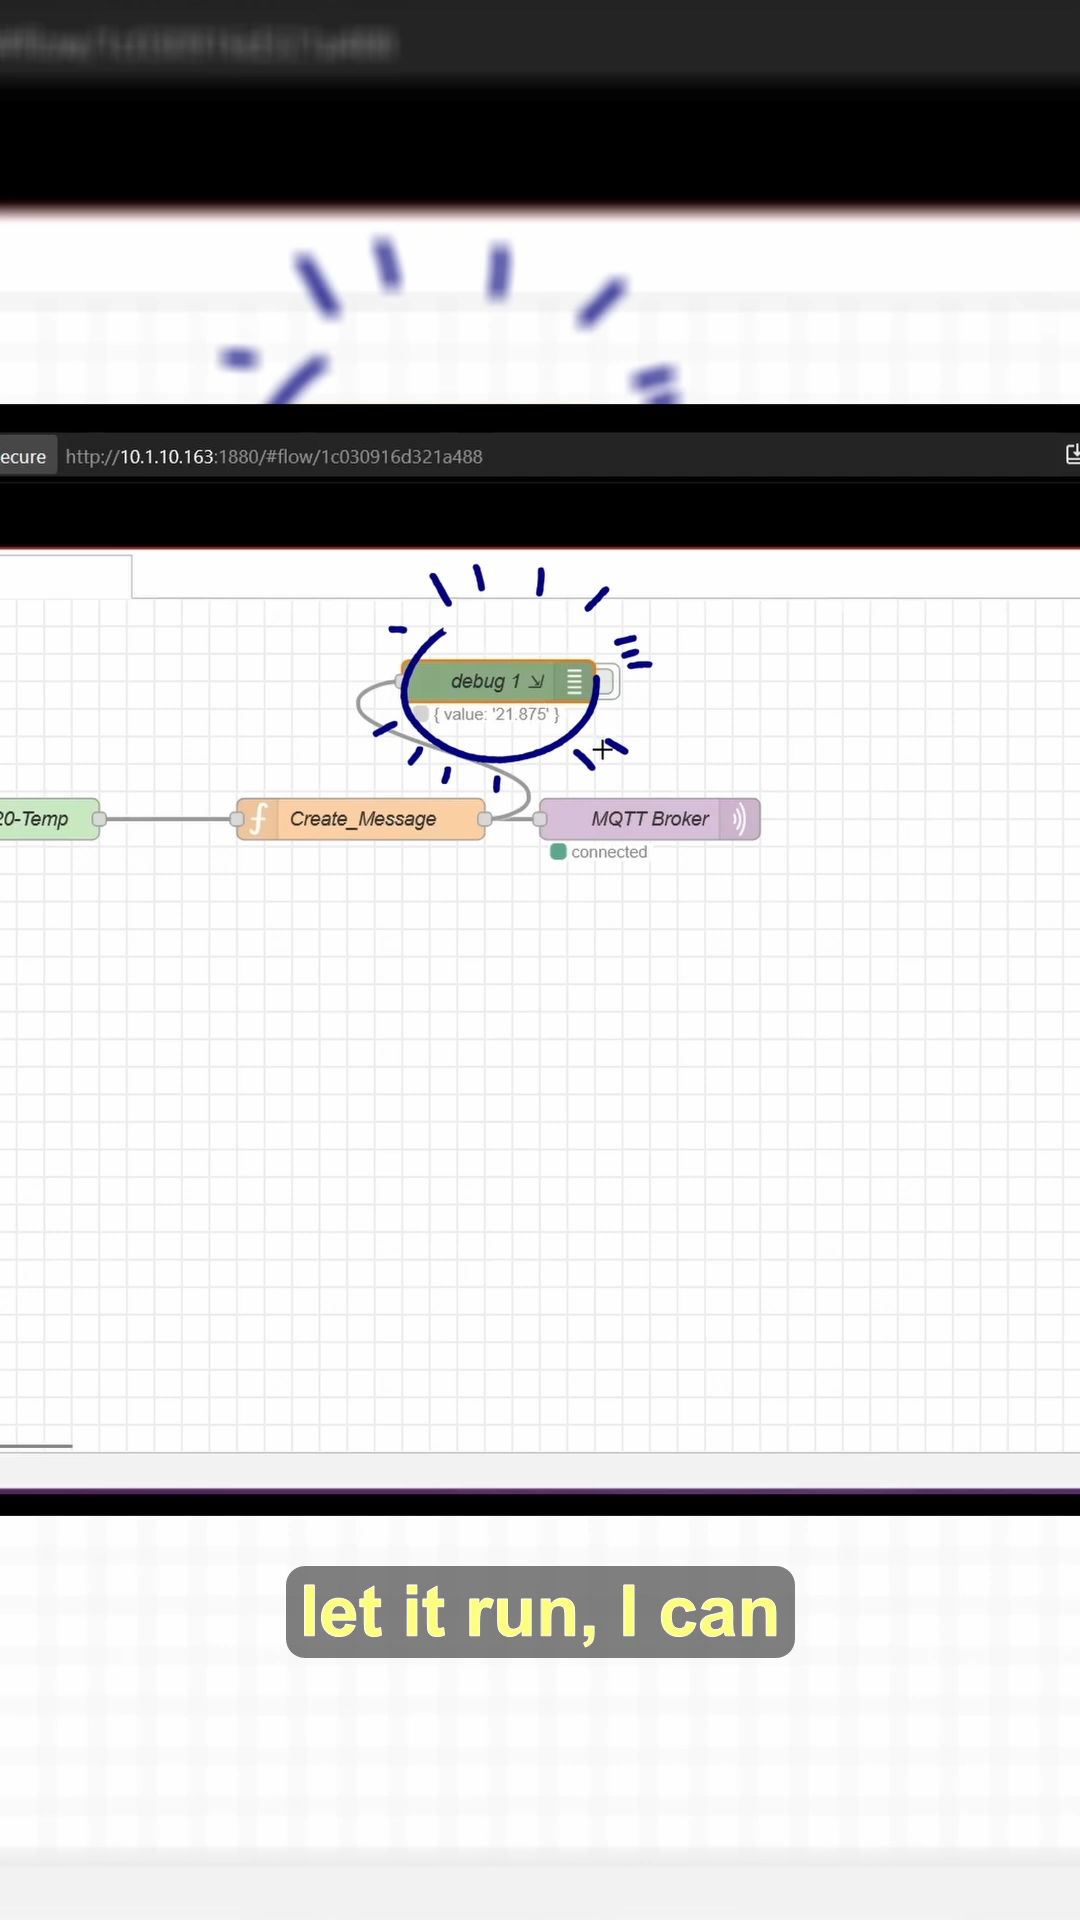 ecure http://10.1.10.163:1880/#flow/1c030916d321a488
debug 1
{ value: '21.875' }
20-Temp
Create_Message
MQTT Broker
connected
let it run, I can